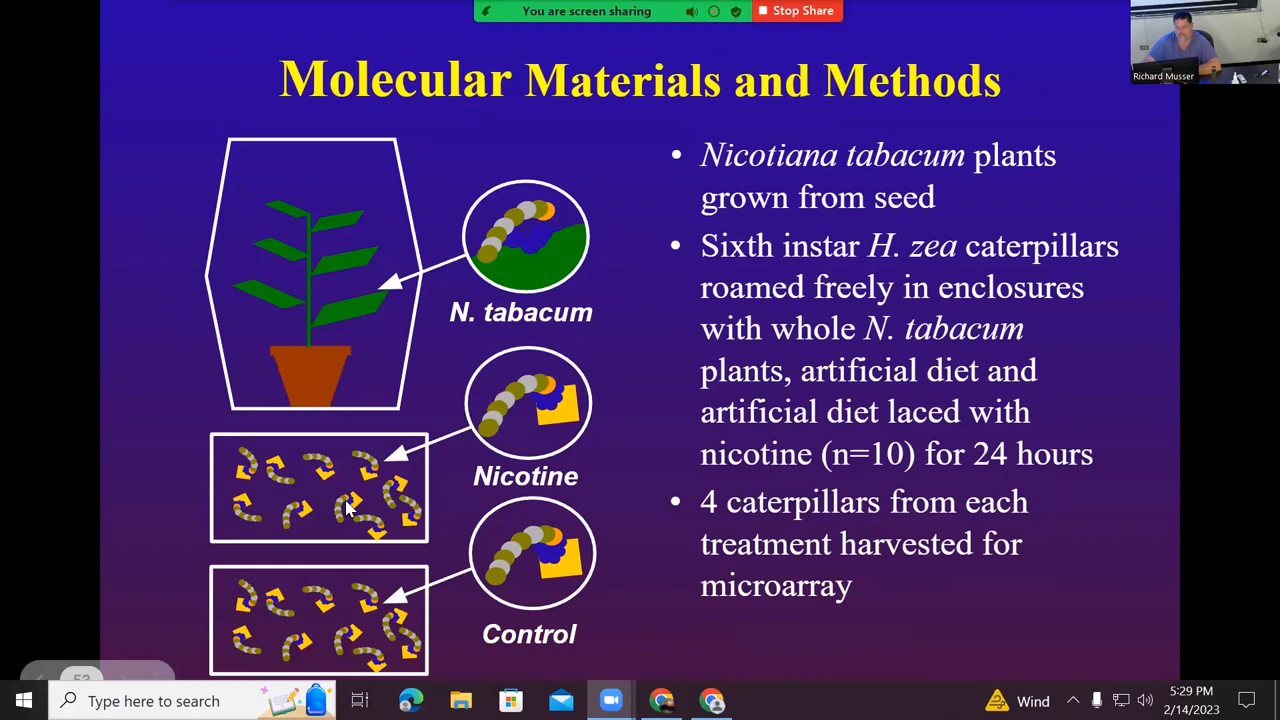 You are screen sharing
Stop Share
Richard Musser
Molecular Materials and Methods
N. tabacum
Nicotine
Control
• Nicotiana tabacum plants
grown from seed
• Sixth instar H. zea caterpillars
roamed freely in enclosures
with whole N. tabacum
plants, artificial diet and
artificial diet laced with
nicotine (n=10) for 24 hours
• 4 caterpillars from each
treatment harvested for
microarray
53
Type here to search
Wind
5:29 PM
2/14/2023